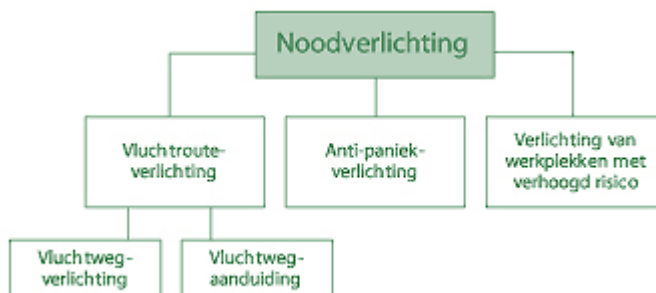 Noodverlichting
Vluchtroute-
verlichting
Anti-paniek-
verlichting
Verlichting van
werkplekken met
verhoogd risico
Vluchtweg-
verlichting
Vluchtweg-
aanduiding